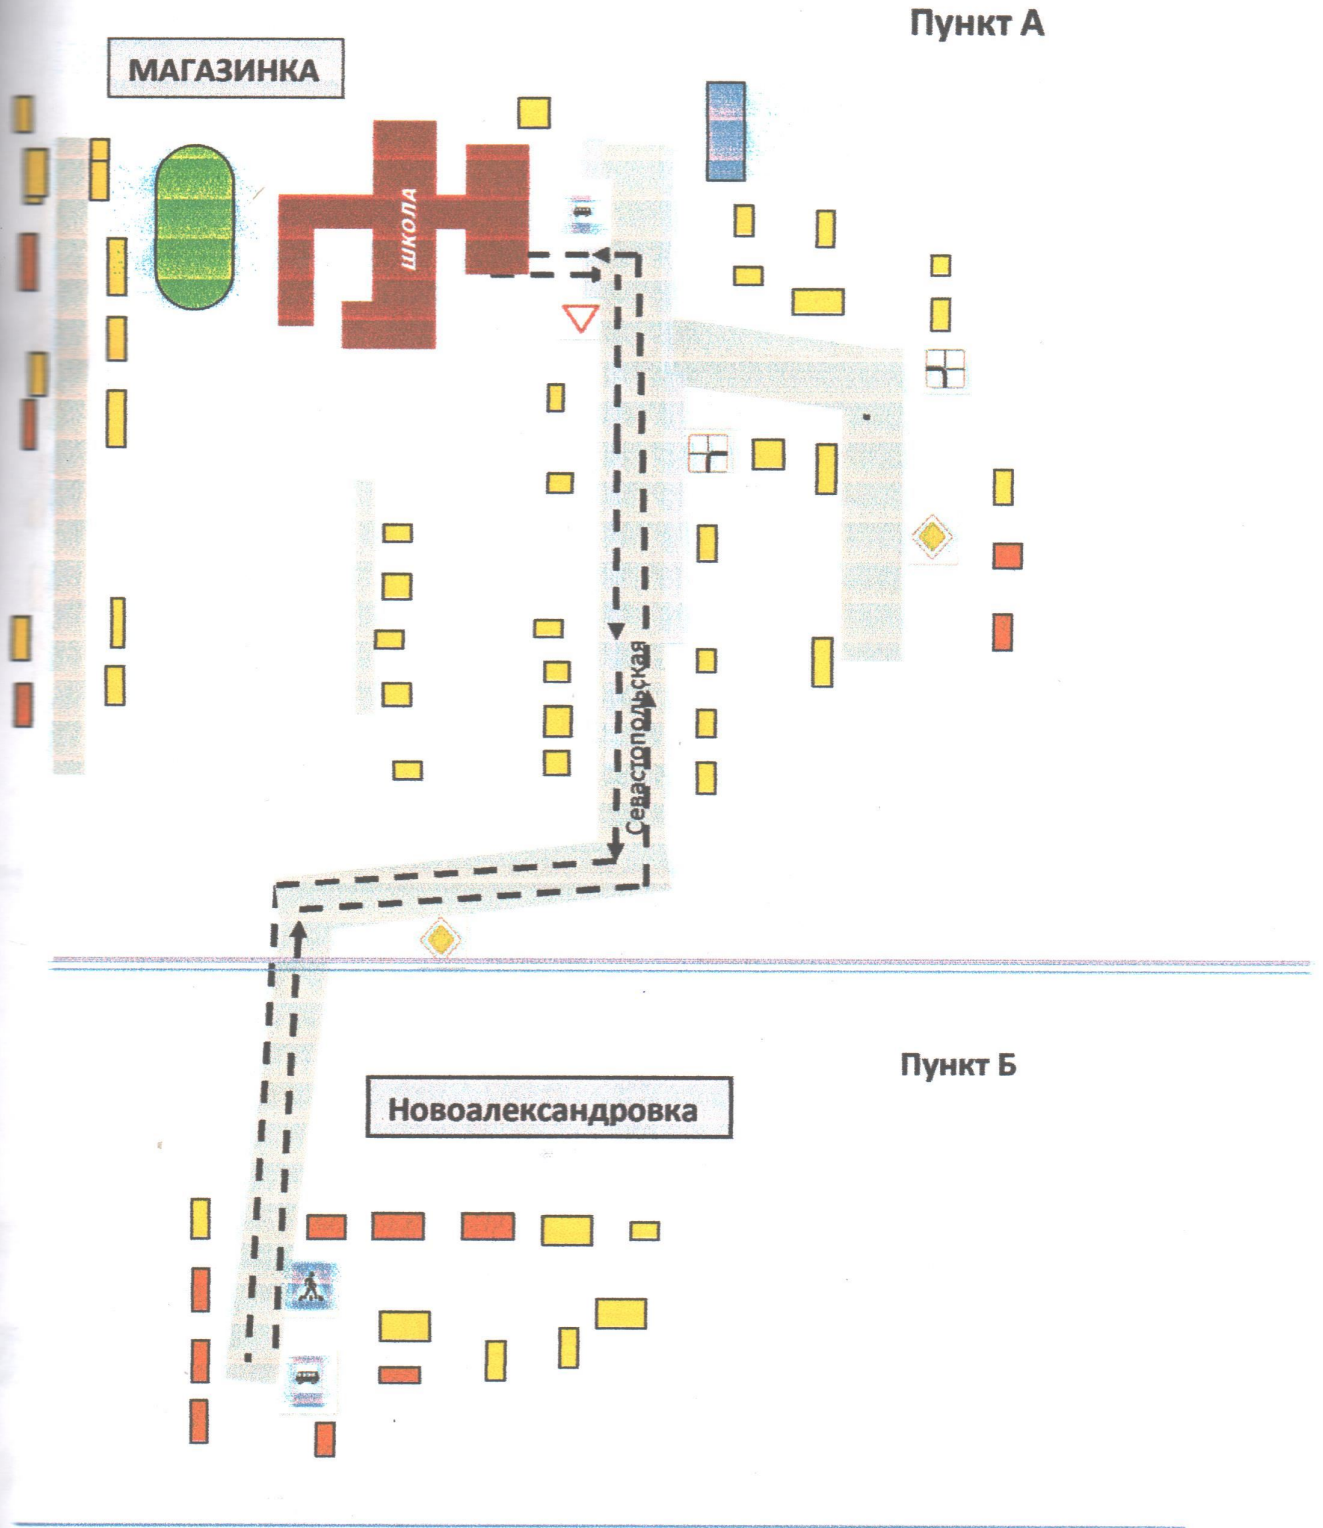 Пункт А
МАГАЗИНКА
ШКОЛА
Севастопольская
Пункт Б
Новоалександровка